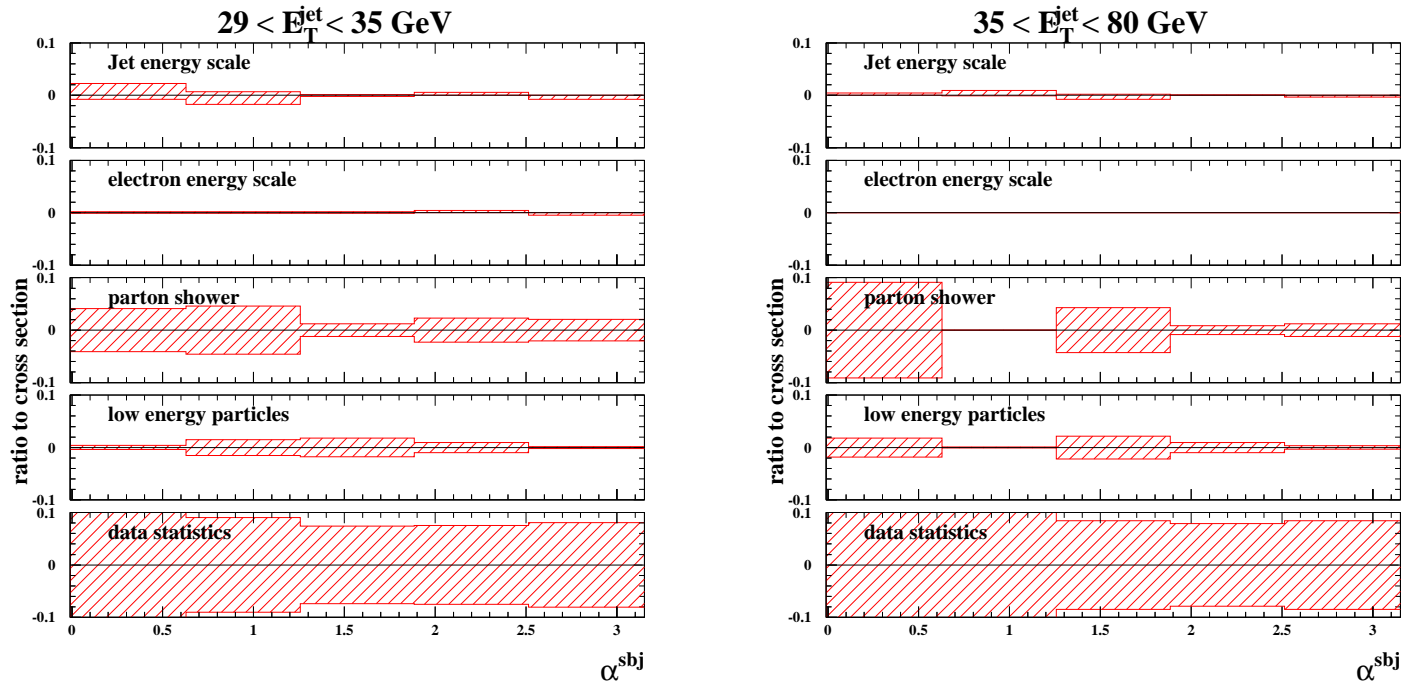 29 < E_T^jet < 35 GeV
0.1
Jet energy scale
0
-0.1
0.1
electron energy scale
0
-0.1
0.1
parton shower
0
-0.1
0.1
low energy particles
0
-0.1
0.1
data statistics
0
-0.1
0 0.5 1 1.5 2 2.5 3
α^sbj
ratio to cross section
35 < E_T^jet < 80 GeV
0.1
Jet energy scale
0
-0.1
0.1
electron energy scale
0
-0.1
0.1
parton shower
0
-0.1
0.1
low energy particles
0
-0.1
0.1
data statistics
0
-0.1
0 0.5 1 1.5 2 2.5 3
α^sbj
ratio to cross section